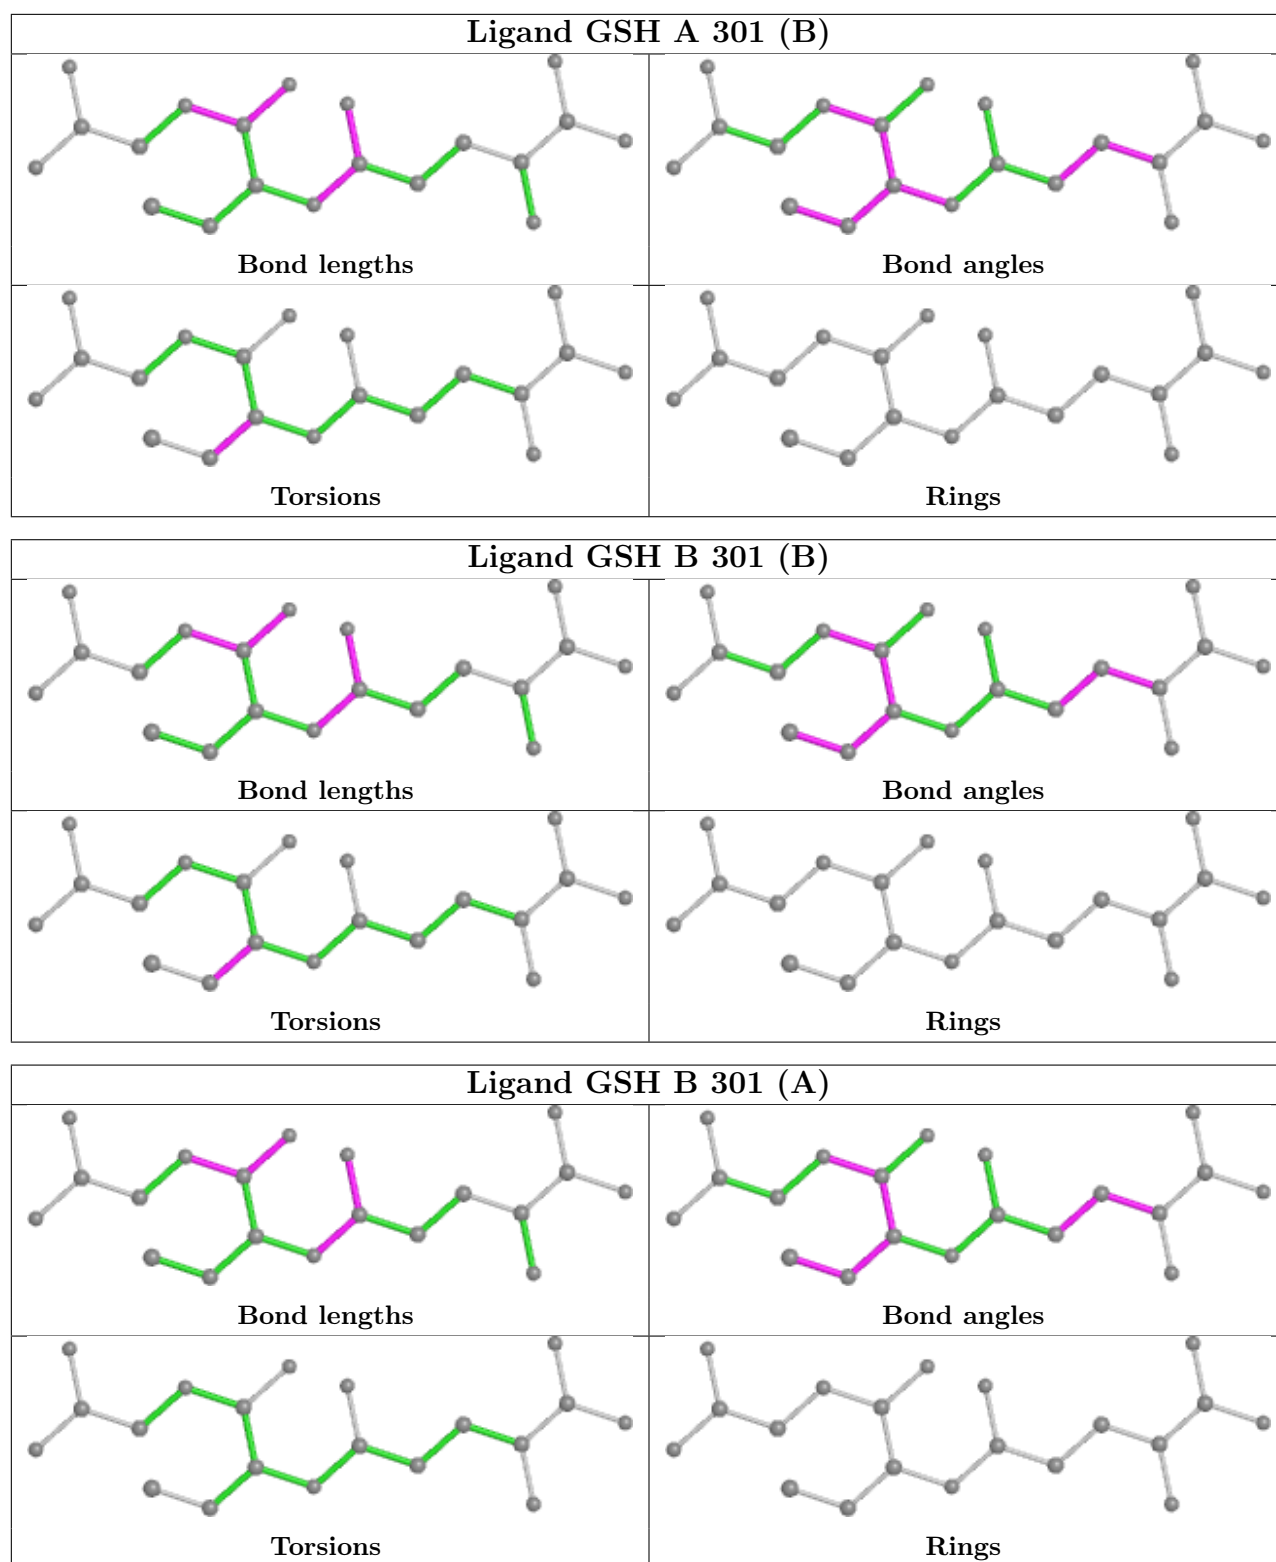 Ligand GSH A 301 (B)
Bond lengths
Bond angles
Torsions
Rings
Ligand GSH B 301 (B)
Bond lengths
Bond angles
Torsions
Rings
Ligand GSH B 301 (A)
Bond lengths
Bond angles
Torsions
Rings